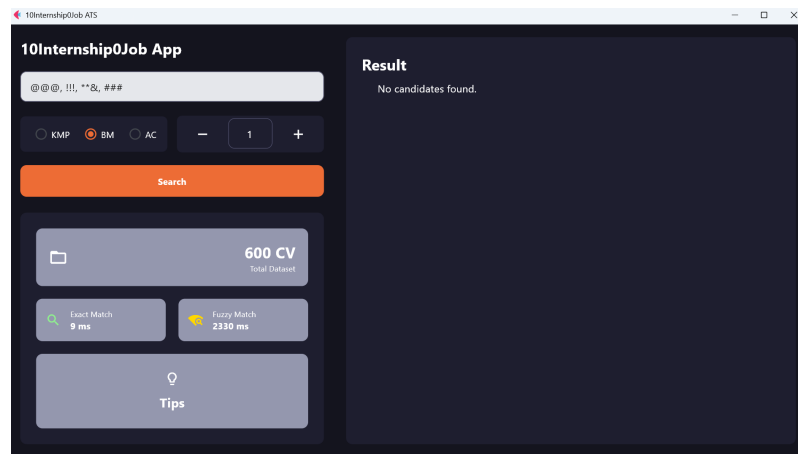 10Internship0Job ATS
10Internship0Job App
@@@, !!!, **&, ###
KMP BM AC 1
Search
600 CV
Total Dataset
Exact Match
9 ms
Fuzzy Match
2330 ms
Tips
Result
No candidates found.